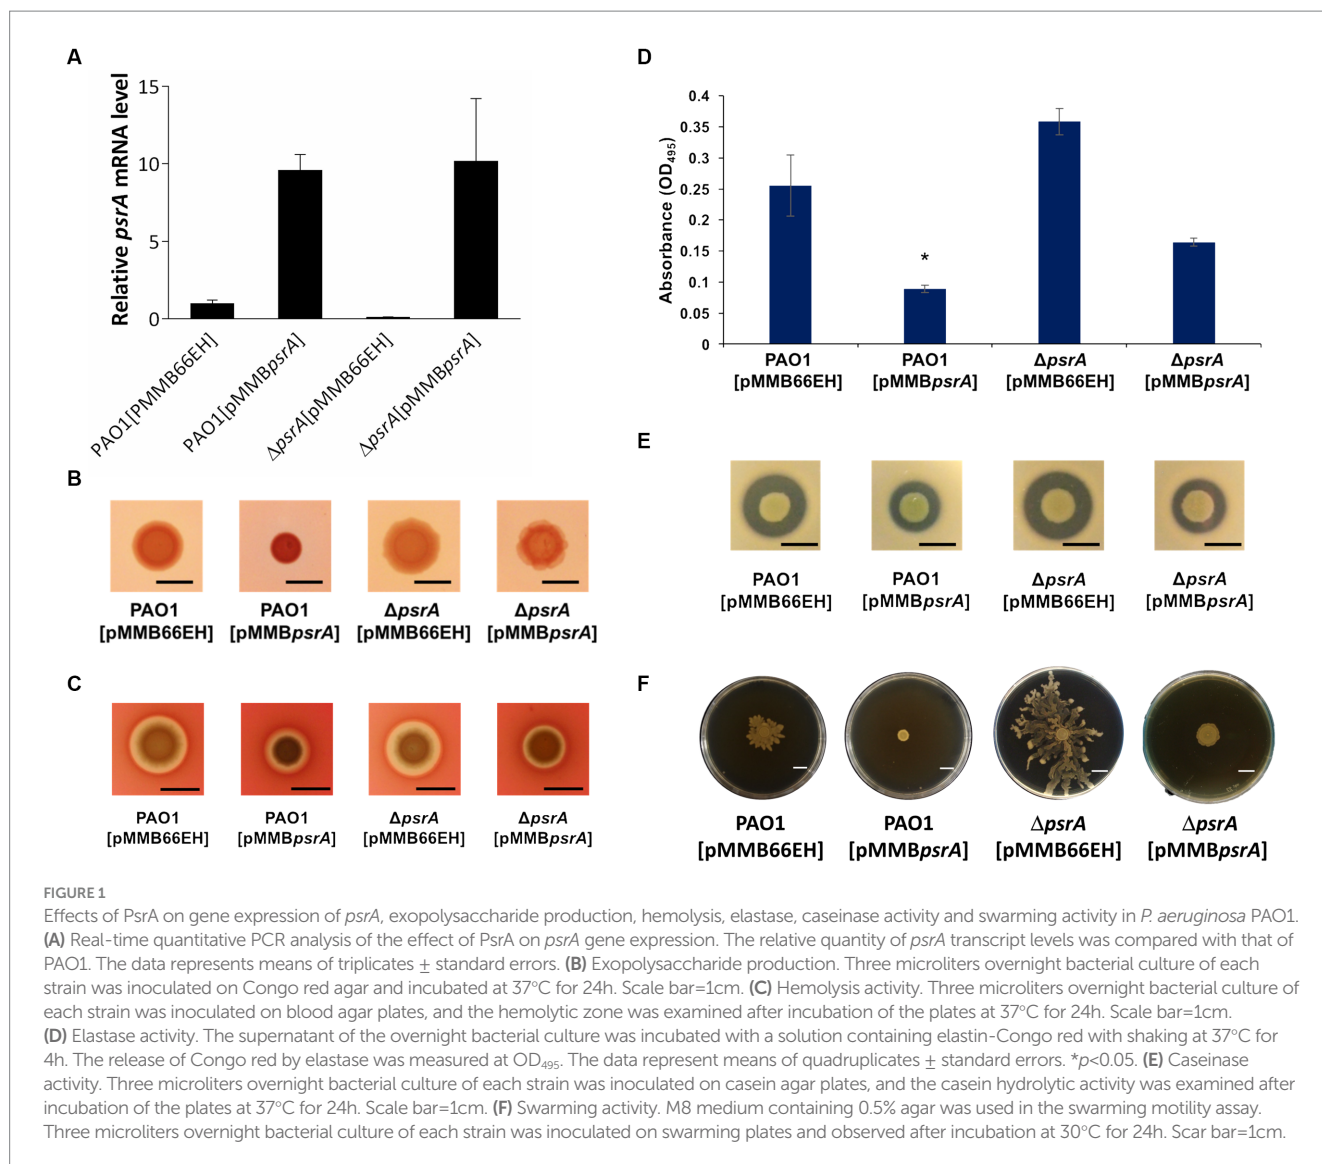 A
Relative psrA mRNA level
15
10
5
0
PAO1[PMMB66EH]
PAO1[pMMBpsrA]
ΔpsrA[pMMB66EH]
ΔpsrA[pMMBpsrA]
B
PAO1
[pMMB66EH]
PAO1
[pMMBpsrA]
ΔpsrA
[pMMB66EH]
ΔpsrA
[pMMBpsrA]
C
PAO1
[pMMB66EH]
PAO1
[pMMBpsrA]
ΔpsrA
[pMMB66EH]
ΔpsrA
[pMMBpsrA]
D
Absorbance (OD495)
0.4
0.35
0.3
0.25
0.2
0.15
0.1
0.05
0
*
PAO1
[pMMB66EH]
PAO1
[pMMBpsrA]
ΔpsrA
[pMMB66EH]
ΔpsrA
[pMMBpsrA]
E
PAO1
[pMMB66EH]
PAO1
[pMMBpsrA]
ΔpsrA
[pMMB66EH]
ΔpsrA
[pMMBpsrA]
F
PAO1
[pMMB66EH]
PAO1
[pMMBpsrA]
ΔpsrA
[pMMB66EH]
ΔpsrA
[pMMBpsrA]
FIGURE 1
Effects of PsrA on gene expression of psrA, exopolysaccharide production, hemolysis, elastase, caseinase activity and swarming activity in P. aeruginosa PAO1.
(A) Real-time quantitative PCR analysis of the effect of PsrA on psrA gene expression. The relative quantity of psrA transcript levels was compared with that of
PAO1. The data represents means of triplicates ± standard errors. (B) Exopolysaccharide production. Three microliters overnight bacterial culture of each
strain was inoculated on Congo red agar and incubated at 37°C for 24h. Scale bar=1cm. (C) Hemolysis activity. Three microliters overnight bacterial culture of
each strain was inoculated on blood agar plates, and the hemolytic zone was examined after incubation of the plates at 37°C for 24h. Scale bar=1cm.
(D) Elastase activity. The supernatant of the overnight bacterial culture was incubated with a solution containing elastin-Congo red with shaking at 37°C for
4h. The release of Congo red by elastase was measured at OD495. The data represent means of quadruplicates ± standard errors. *p<0.05. (E) Caseinase
activity. Three microliters overnight bacterial culture of each strain was inoculated on casein agar plates, and the casein hydrolytic activity was examined after
incubation of the plates at 37°C for 24h. Scale bar=1cm. (F) Swarming activity. M8 medium containing 0.5% agar was used in the swarming motility assay.
Three microliters overnight bacterial culture of each strain was inoculated on swarming plates and observed after incubation at 30°C for 24h. Scar bar=1cm.